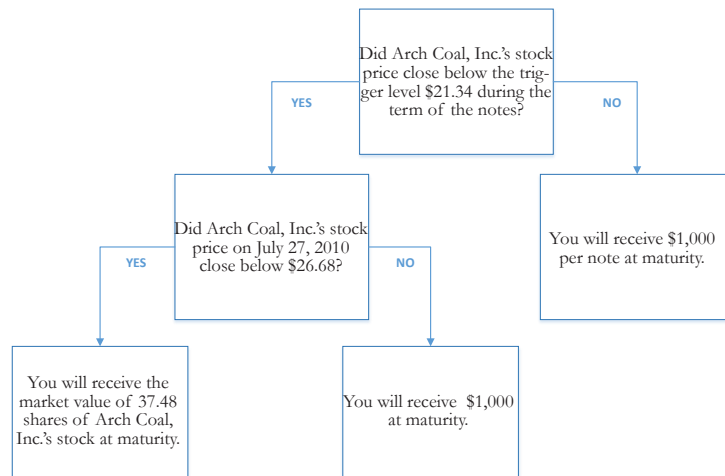 Did Arch Coal, Inc.'s stock
price close below the trig-
ger level $21.34 during the
term of the notes?
YES
NO
Did Arch Coal, Inc.'s stock
price on July 27, 2010
close below $26.68?
You will receive $1,000
per note at maturity.
YES
NO
You will receive the
market value of 37.48
shares of Arch Coal,
Inc.'s stock at maturity.
You will receive $1,000
at maturity.